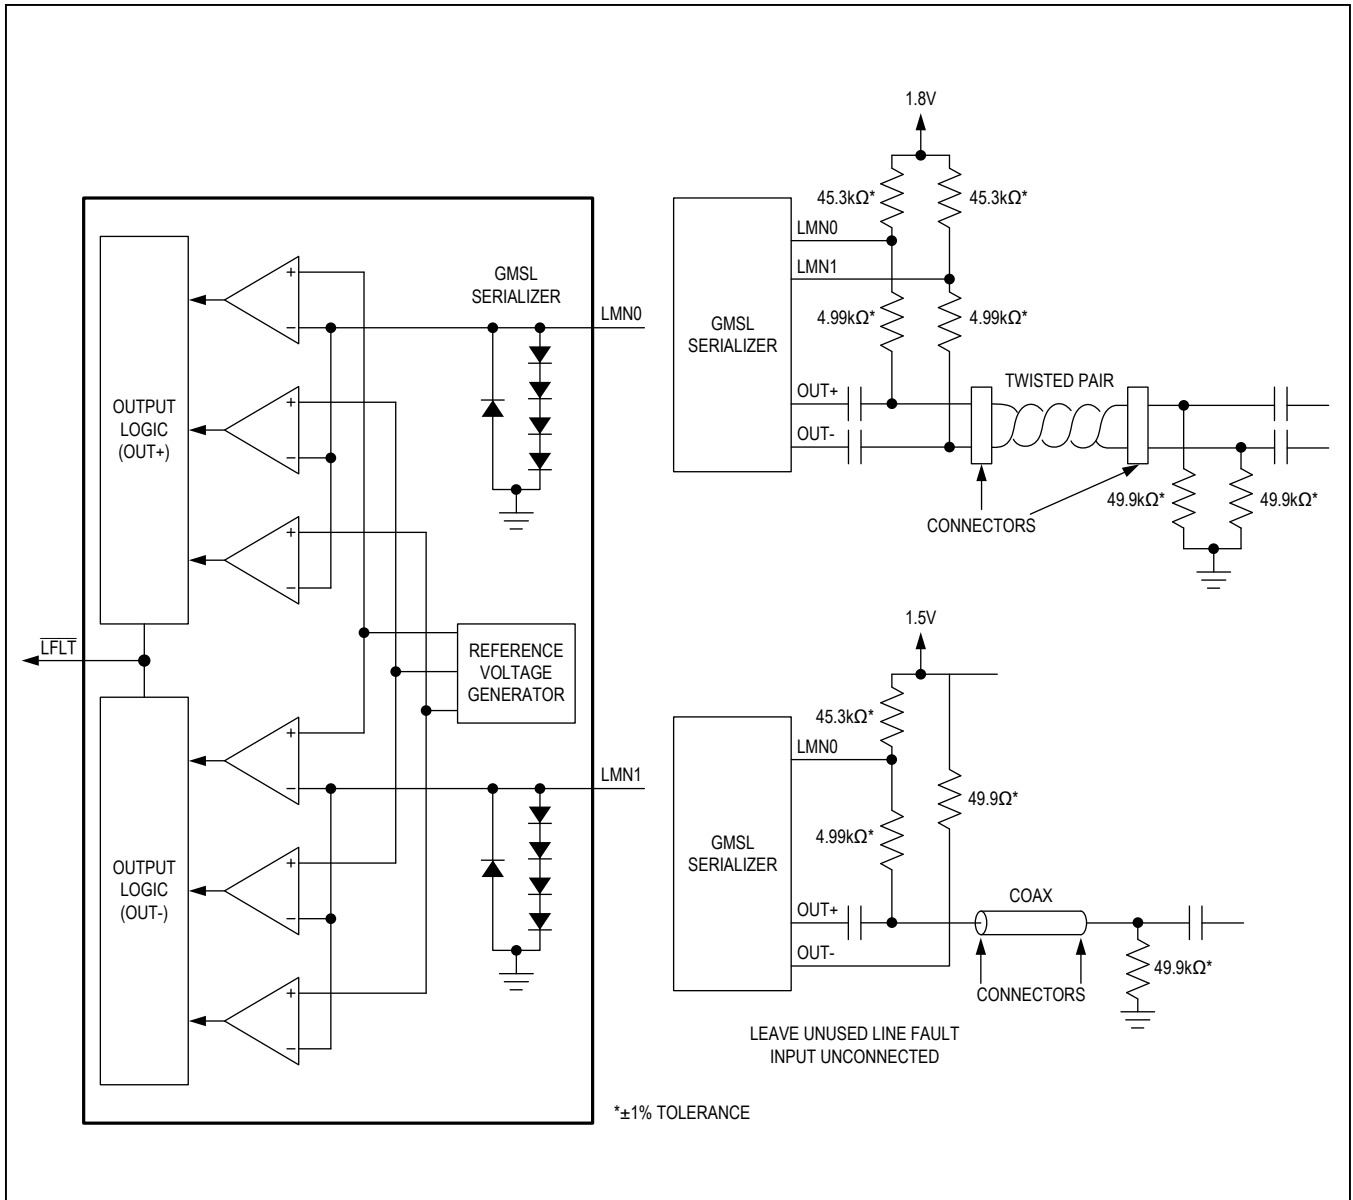 GMSL
SERIALIZER
LMN0
OUTPUT
LOGIC
(OUT+)
+
−
+
−
+
−
LFLT
REFERENCE
VOLTAGE
GENERATOR
LMN1
OUTPUT
LOGIC
(OUT-)
+
−
+
−
+
−
1.8V
45.3kΩ*
45.3kΩ*
LMN0
LMN1
4.99kΩ*
4.99kΩ*
GMSL
SERIALIZER
OUT+
OUT-
TWISTED PAIR
CONNECTORS
49.9kΩ*
49.9kΩ*
1.5V
45.3kΩ*
LMN0
49.9Ω*
4.99kΩ*
GMSL
SERIALIZER
OUT+
OUT-
COAX
CONNECTORS
49.9kΩ*
LEAVE UNUSED LINE FAULT
INPUT UNCONNECTED
*±1% TOLERANCE